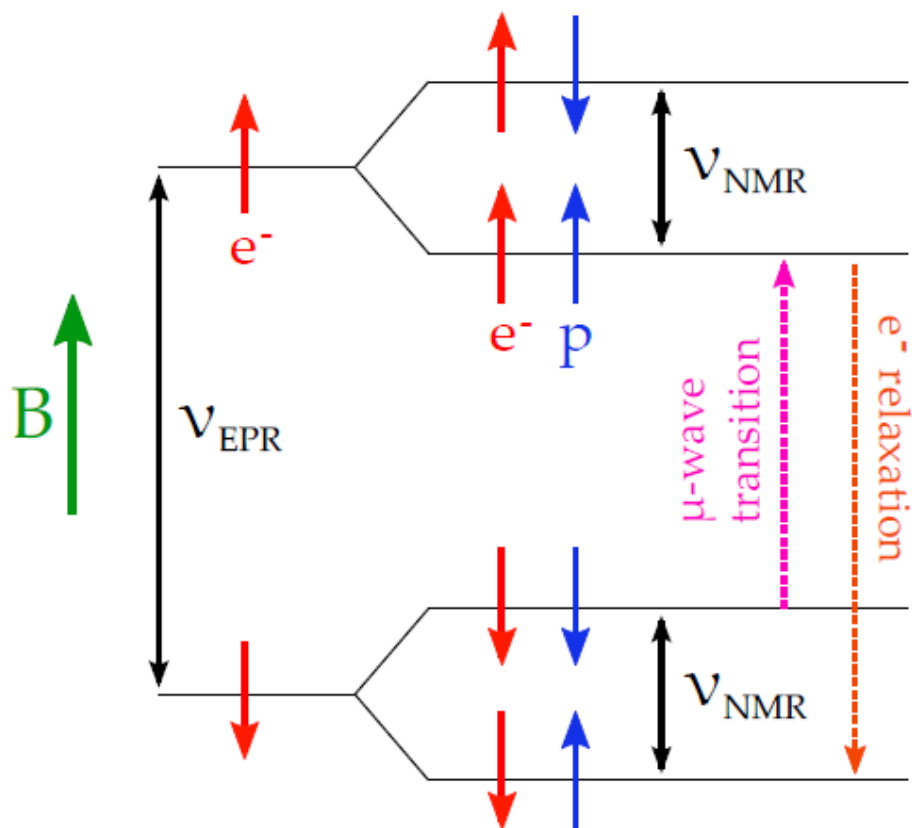 ν_NMR
e⁻
e⁻ p
B
ν_EPR
μ-wave
transition
e⁻ relaxation
ν_NMR